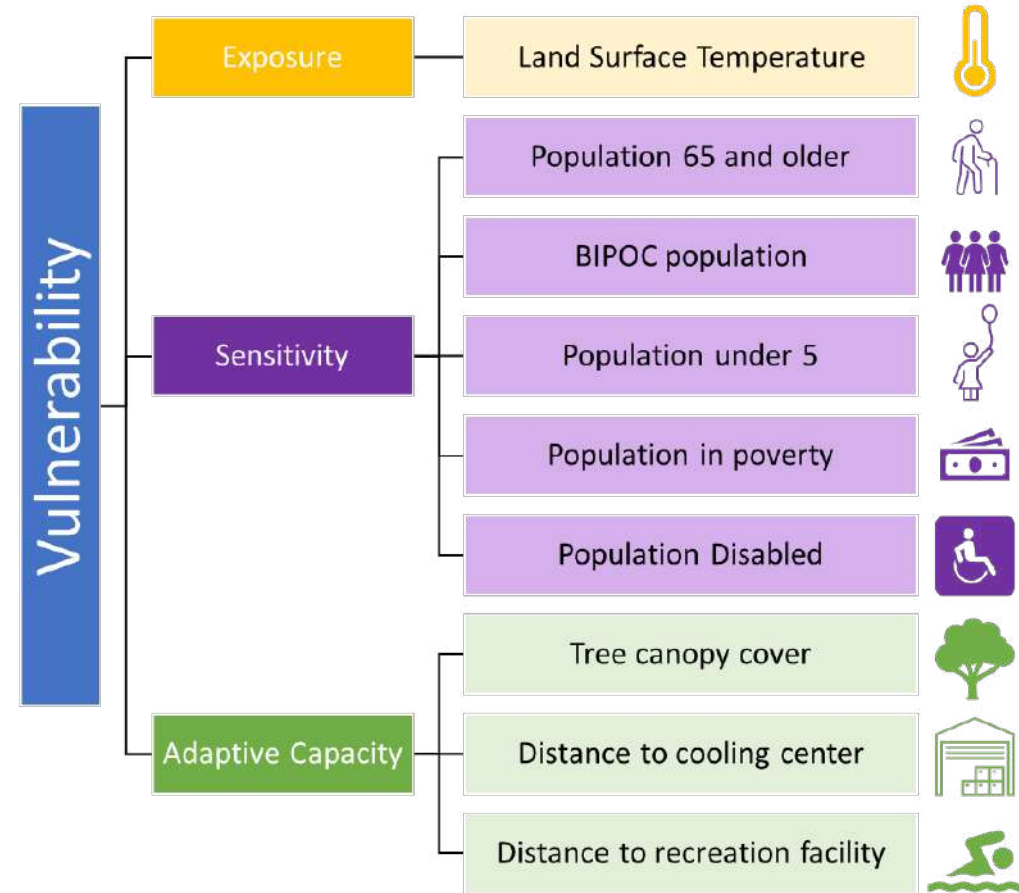 Vulnerability
Exposure
Land Surface Temperature
Sensitivity
Population 65 and older
BIPOC population
Population under 5
Population in poverty
Population Disabled
Adaptive Capacity
Tree canopy cover
Distance to cooling center
Distance to recreation facility